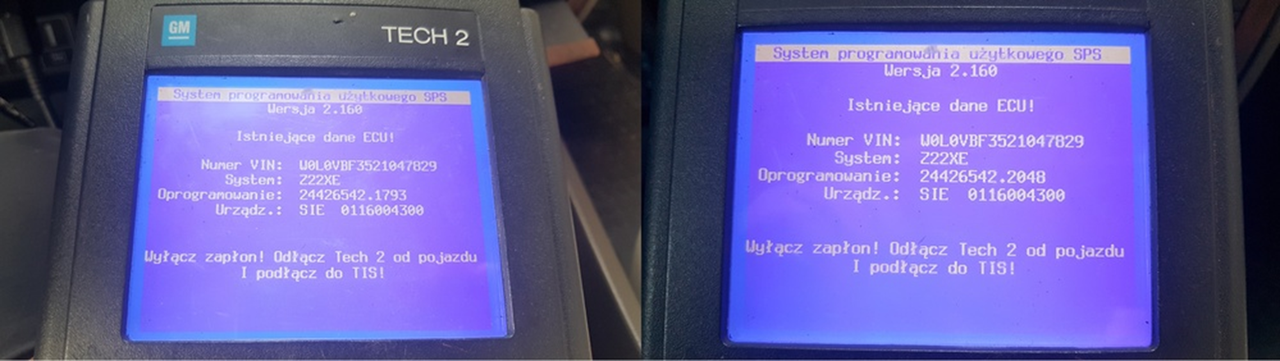 GM
TECH 2
System programowania użytkowego SPS
Wersja 2.160
Istniejące dane ECU!
Numer VIN: W0L0VBF3521047829
System: Z22XE
Oprogramowanie: 24426542.1793
Urządz.: SIE 0116004300
Wyłącz zapłon! Odłącz Tech 2 od pojazdu
I podłącz do TIS!
System programowania użytkowego SPS
Wersja 2.160
Istniejące dane ECU!
Numer VIN: W0L0VBF3521047829
System: Z22XE
Oprogramowanie: 24426542.2048
Urządz.: SIE 0116004300
Wyłącz zapłon! Odłącz Tech 2 od pojazdu
I podłącz do TIS!